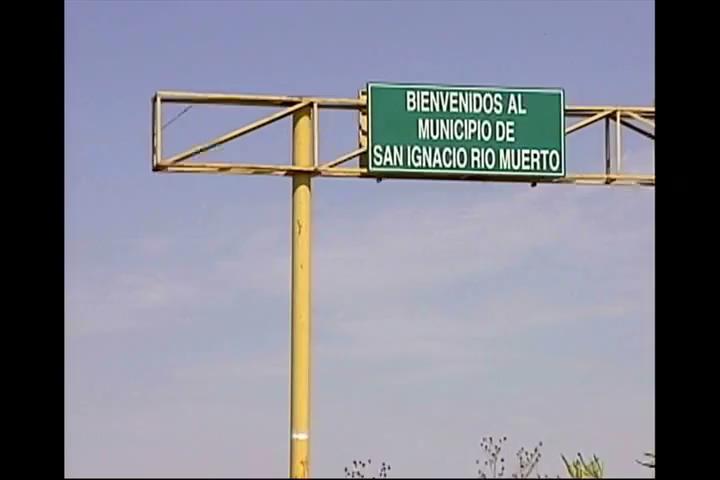 BIENVENIDOS AL
MUNICIPIO DE
SAN IGNACIO RIO MUERTO